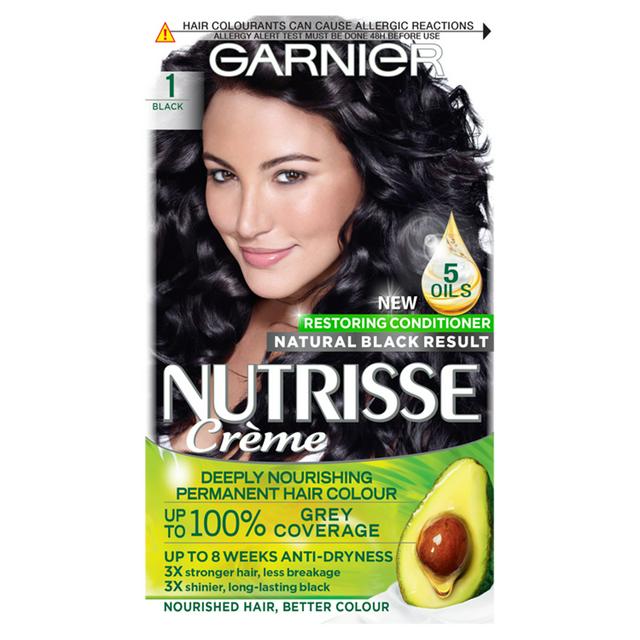 HAIR COLOURANTS CAN CAUSE ALLERGIC REACTIONS
ALLERGY ALERT TEST MUST BE DONE 48H BEFORE USE
GARNIER
1
BLACK
5
OILS
NEW
RESTORING CONDITIONER
NATURAL BLACK RESULT
NUTRISSE
Crème
DEEPLY NOURISHING
PERMANENT HAIR COLOUR
UP TO 100% GREY COVERAGE
UP TO 8 WEEKS ANTI-DRYNESS
3X stronger hair, less breakage
3X shinier, long-lasting black
NOURISHED HAIR, BETTER COLOUR